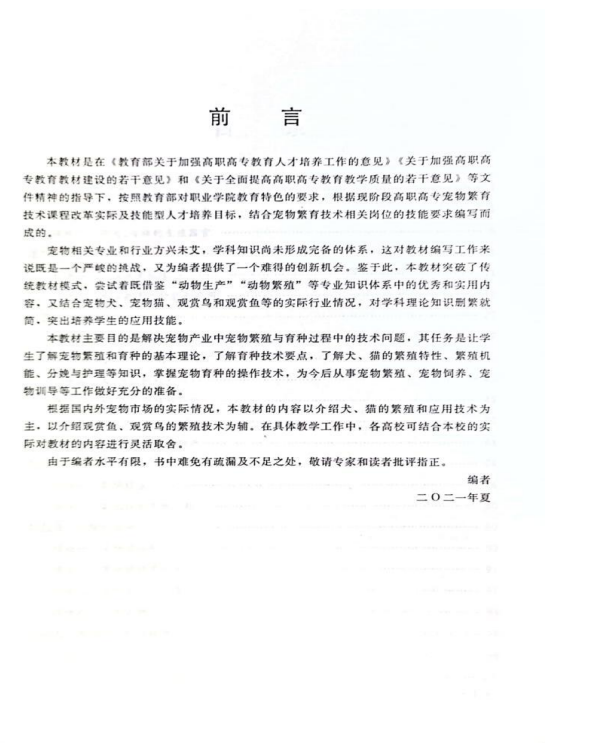 前 言
本教材是在《教育部关于加强高职高专教育人才培养工作的意见》《关于加强高职高
专教育教材建设的若干意见》和《关于全面提高高职高专教育教学质量的若干意见》等文
件精神的指导下，按照教育部对职业学院教育特色的要求，根据现阶段高职高专宠物繁育
技术课程改革实际及技能型人才培养目标，结合宠物繁育技术相关岗位的技能要求编写而
成的。
宠物相关专业和行业方兴未艾，学科知识尚未形成完备的体系，这对教材编写工作来
说既是一个严峻的挑战，又为编者提供了一个难得的创新机会。鉴于此，本教材突破了传
统教材模式，尝试着既借鉴“动物生产”“动物繁殖”等专业知识体系中的优秀和实用内
容，又结合宠物犬、宠物猫、观赏鸟和观赏鱼等的实际行业情况，对学科理论知识删繁就
简，突出培养学生的应用技能。
本教材主要目的是解决宠物产业中宠物繁殖与育种过程中的技术问题，其任务是让学
生了解宠物繁殖和育种的基本理论，了解育种技术要点，了解犬、猫的繁殖特性、繁殖机
能、分娩与护理等知识，掌握宠物育种的操作技术，为今后从事宠物繁殖、宠物饲养、宠
物训导等工作做好充分的准备。
根据国内外宠物市场的实际情况，本教材的内容以介绍犬、猫的繁殖和应用技术为
主，以介绍观赏鱼、观赏鸟的繁殖技术为辅。在具体教学工作中，各高校可结合本校的实
际对教材的内容进行灵活取舍。
由于编者水平有限，书中难免有疏漏及不足之处，敬请专家和读者批评指正。
编者
二〇二一年夏